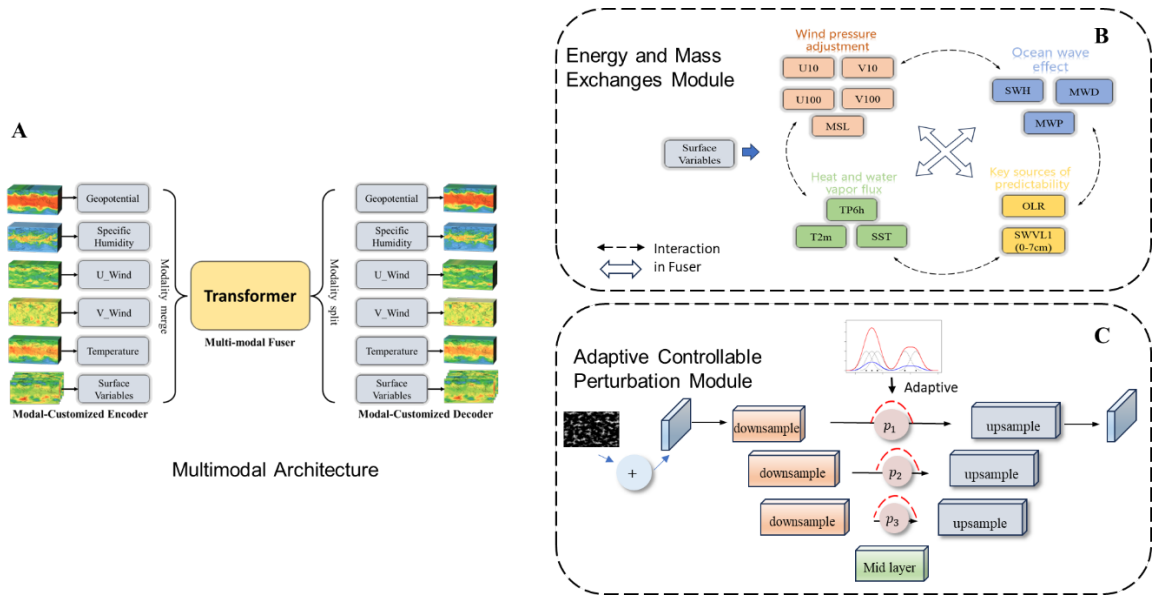 A
Geopotential
Specific
Humidity
U_Wind
V_Wind
Temperature
Surface
Variables
Modal-Customized Encoder
Modality merge
Transformer
Multi-modal Fuser
Modality split
Geopotential
Specific
Humidity
U_Wind
V_Wind
Temperature
Surface
Variables
Modal-Customized Decoder
Multimodal Architecture
B
Energy and Mass
Exchanges Module
Surface
Variables
Wind pressure
adjustment
U10 V10
U100 V100
MSL
Ocean wave
effect
SWH MWD
MWP
Heat and water
vapor flux
TP6h
T2m SST
Key sources of
predictability
OLR
SWVL1
(0-7cm)
Interaction
in Fuser
C
Adaptive Controllable
Perturbation Module
Adaptive
+
downsample p₁ upsample
downsample p₂ upsample
downsample p₃ upsample
Mid layer